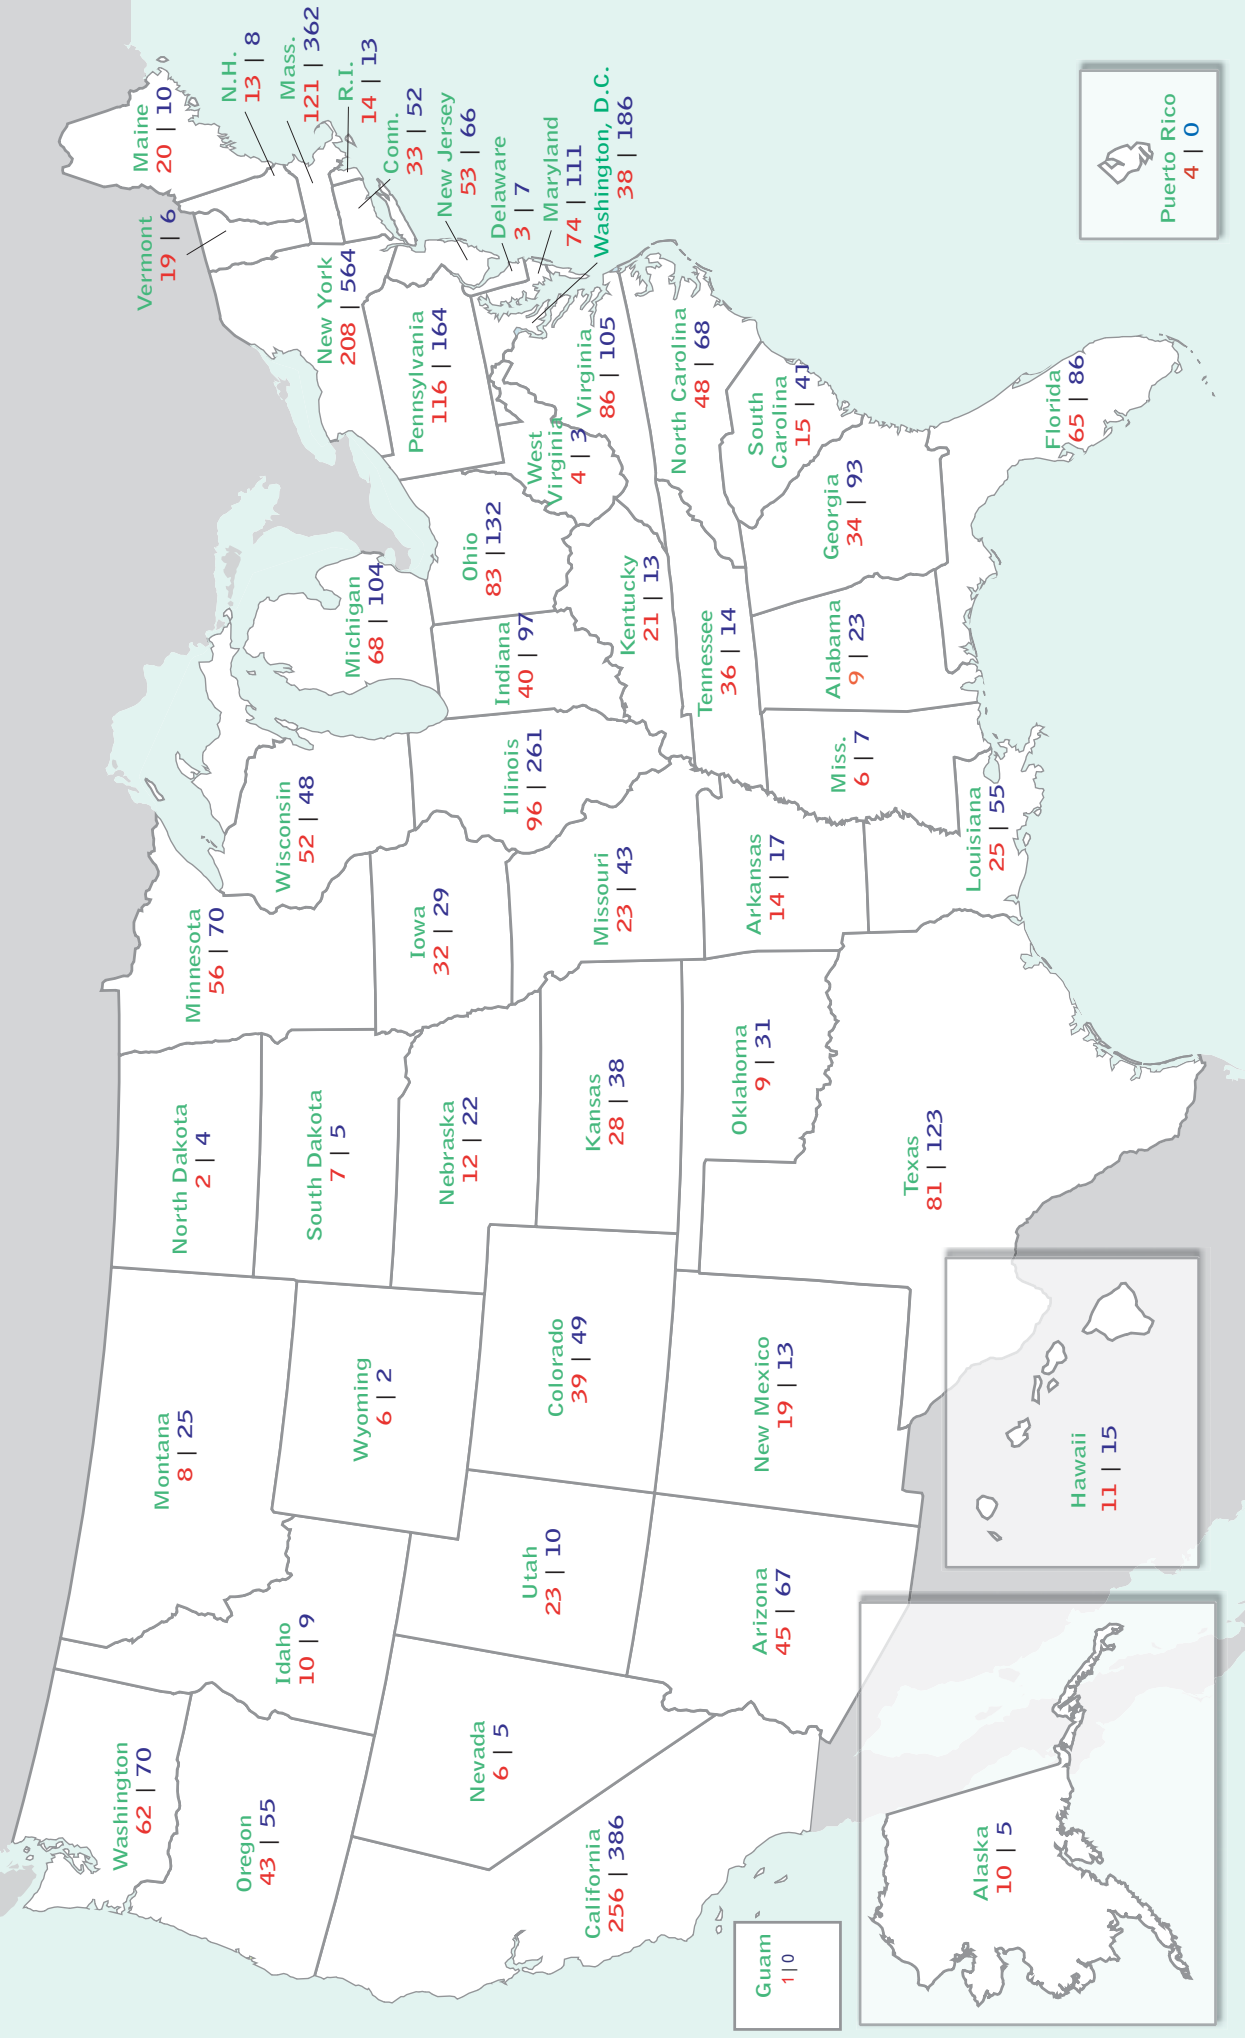 Washington
62 | 70
Oregon
43 | 55
California
256 | 386
Nevada
6 | 5
Idaho
10 | 9
Montana
8 | 25
Wyoming
6 | 2
Utah
23 | 10
Arizona
45 | 67
Colorado
39 | 49
New Mexico
19 | 13
North Dakota
2 | 4
South Dakota
7 | 5
Nebraska
12 | 22
Kansas
28 | 38
Oklahoma
9 | 31
Texas
81 | 123
Minnesota
56 | 70
Iowa
32 | 29
Missouri
23 | 43
Arkansas
14 | 17
Louisiana
25 | 55
Wisconsin
52 | 48
Illinois
96 | 261
Michigan
68 | 104
Indiana
40 | 97
Ohio
83 | 132
Kentucky
21 | 13
Tennessee
36 | 14
Miss.
6 | 7
Alabama
9 | 23
Georgia
34 | 93
Florida
65 | 86
South
Carolina
15 | 41
North Carolina
48 | 68
Virginia
86 | 105
West
Virginia
4 | 3
Pennsylvania
116 | 164
New York
208 | 564
Vermont
19 | 6
Maine
20 | 10
N.H.
13 | 8
Mass.
121 | 362
R.I.
14 | 13
Conn.
33 | 52
New Jersey
53 | 66
Delaware
3 | 7
Maryland
74 | 111
Washington, D.C.
38 | 186
Guam
1 | 0
Alaska
10 | 5
Hawaii
11 | 15
Puerto Rico
4 | 0